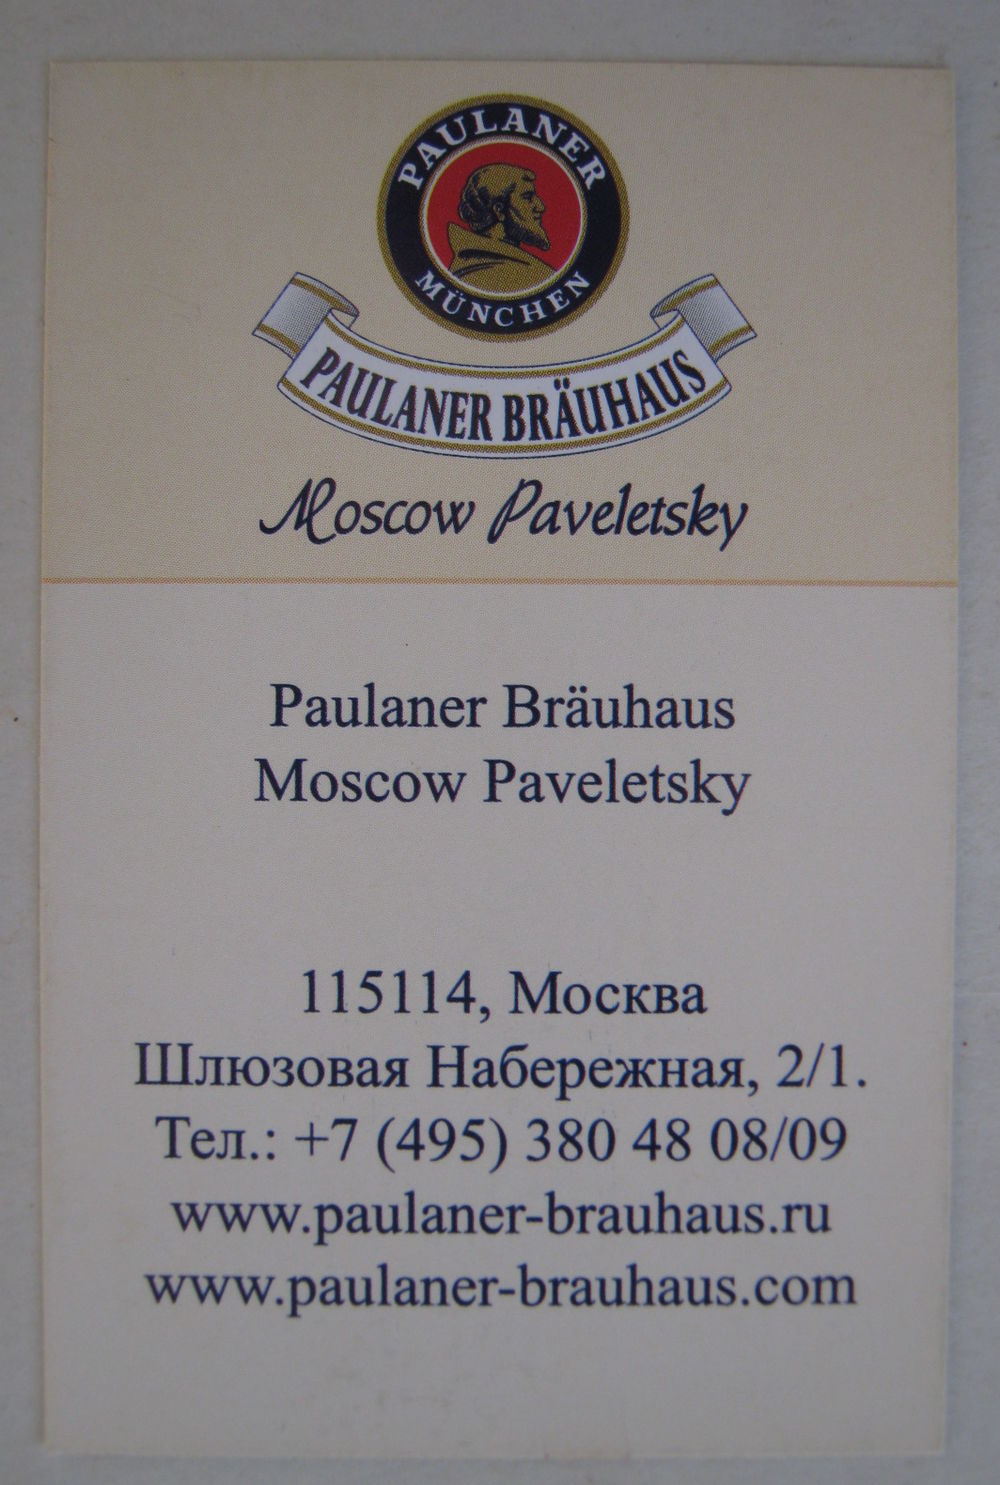 PAULANER
MÜNCHEN
PAULANER BRÄUHAUS
Moscow Paveletsky
Paulaner Bräuhaus
Moscow Paveletsky
115114, Москва
Шлюзовая Набережная, 2/1.
Тел.: +7 (495) 380 48 08/09
www.paulaner-brauhaus.ru
www.paulaner-brauhaus.com